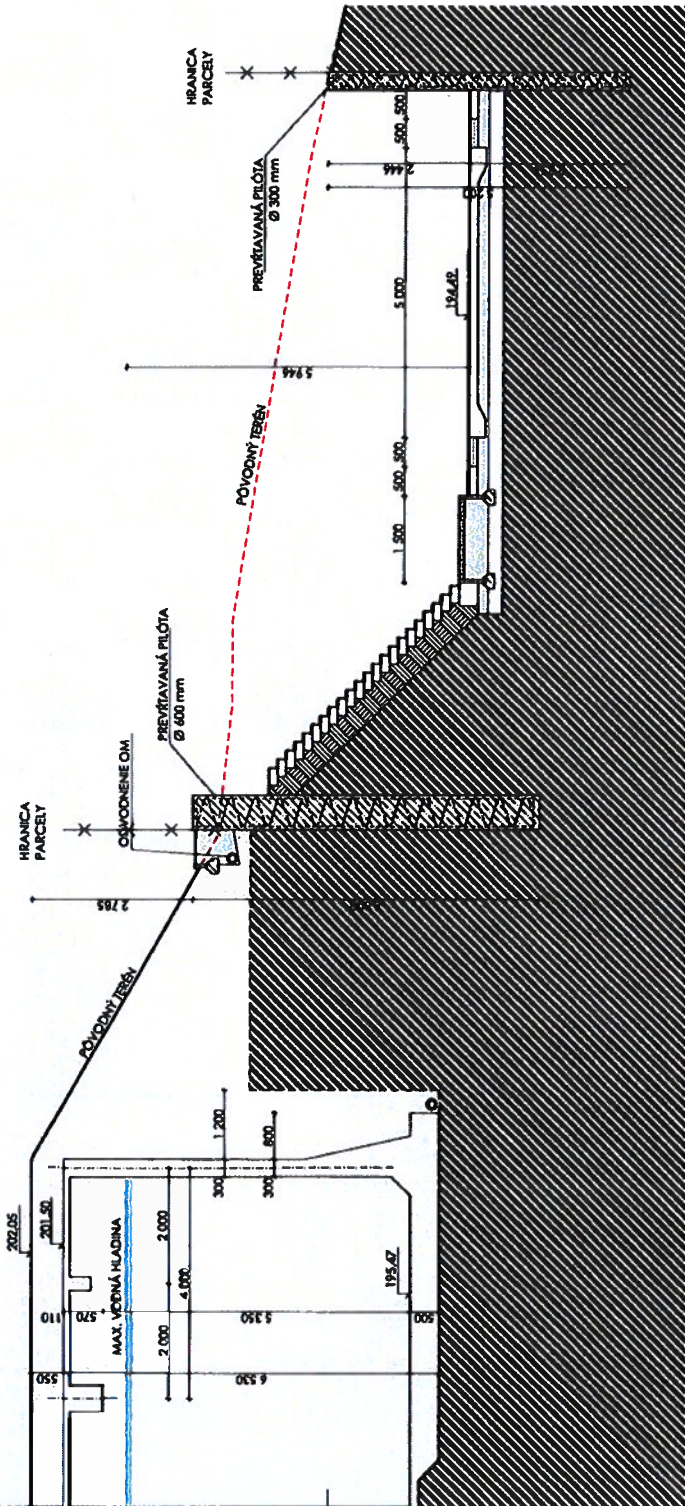 202,05
201,50
550
110
570
MAX. VODNÁ HLADINA
2 000
2 000
4 000
5 350
6 530
195,47
500
300
1 200
300
800
PÔVODNÝ TERÉN
HRANICA
PARCELY
2 785
ODVODNENIE OM
PREVŔTAVANÁ PILÓTA
Ø 600 mm
PÔVODNÝ TERÉN
5 946
1 500
500
500
5 000
500
500
194,49
2 446
PREVŔTAVANÁ PILÓTA
Ø 300 mm
HRANICA
PARCELY